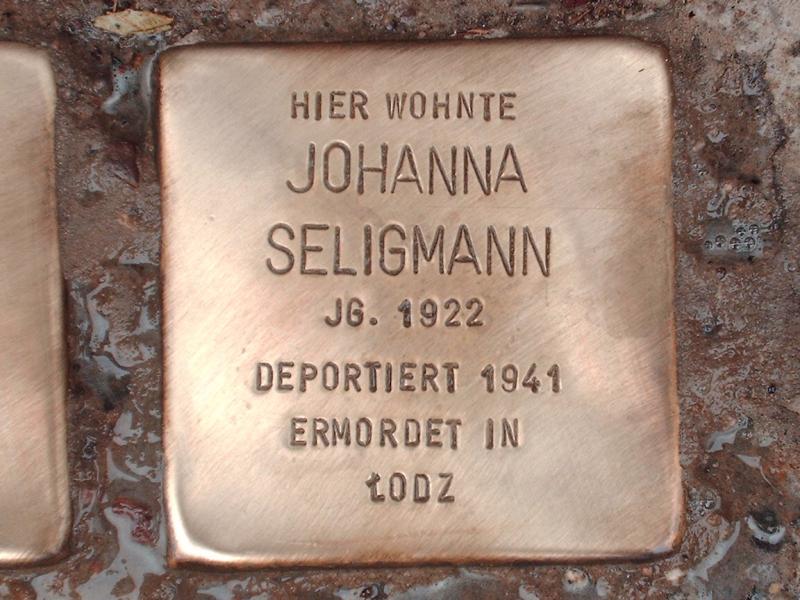 HIER WOHNTE
JOHANNA
SELIGMANN
JG. 1922
DEPORTIERT 1941
ERMORDET IN
ŁODZ